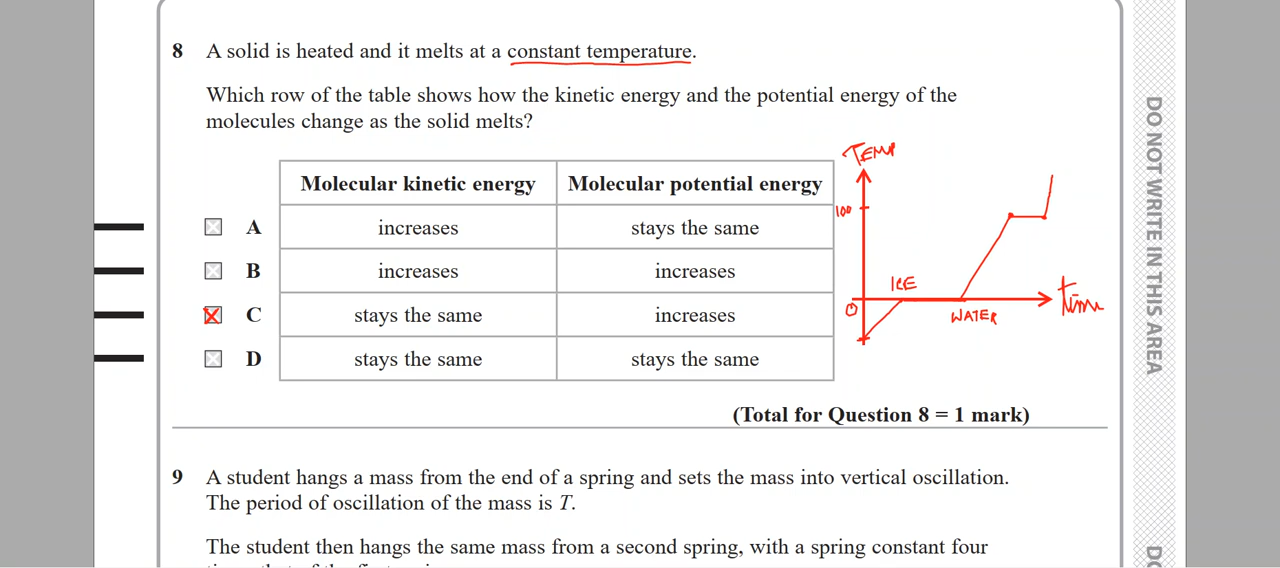 8 A solid is heated and it melts at a constant temperature.
Which row of the table shows how the kinetic energy and the potential energy of the
molecules change as the solid melts?
Molecular kinetic energy Molecular potential energy
A increases stays the same
B increases increases
C stays the same increases
D stays the same stays the same
TEMP
100
ICE
0
WATER
time
(Total for Question 8 = 1 mark)
9 A student hangs a mass from the end of a spring and sets the mass into vertical oscillation.
The period of oscillation of the mass is T.
The student then hangs the same mass from a second spring, with a spring constant four
DO NOT WRITE IN THIS AREA
DO